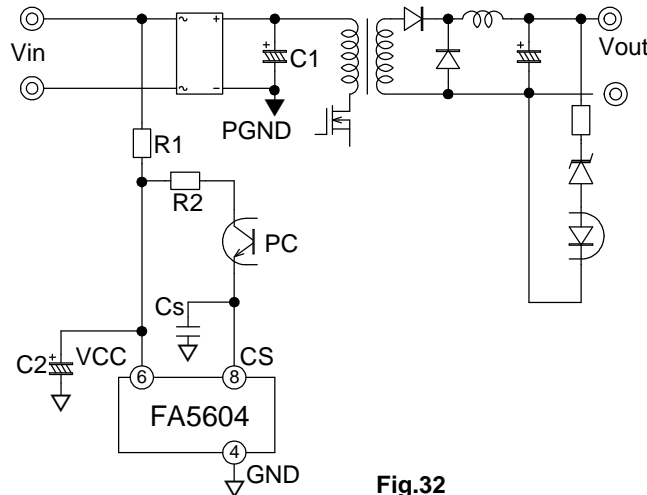 Vin
C1
Vout
PGND
R1
R2
PC
Cs
C2
VCC
CS
6
8
FA5604
4
GND
Fig.32
+
+
+
+
~
~
−